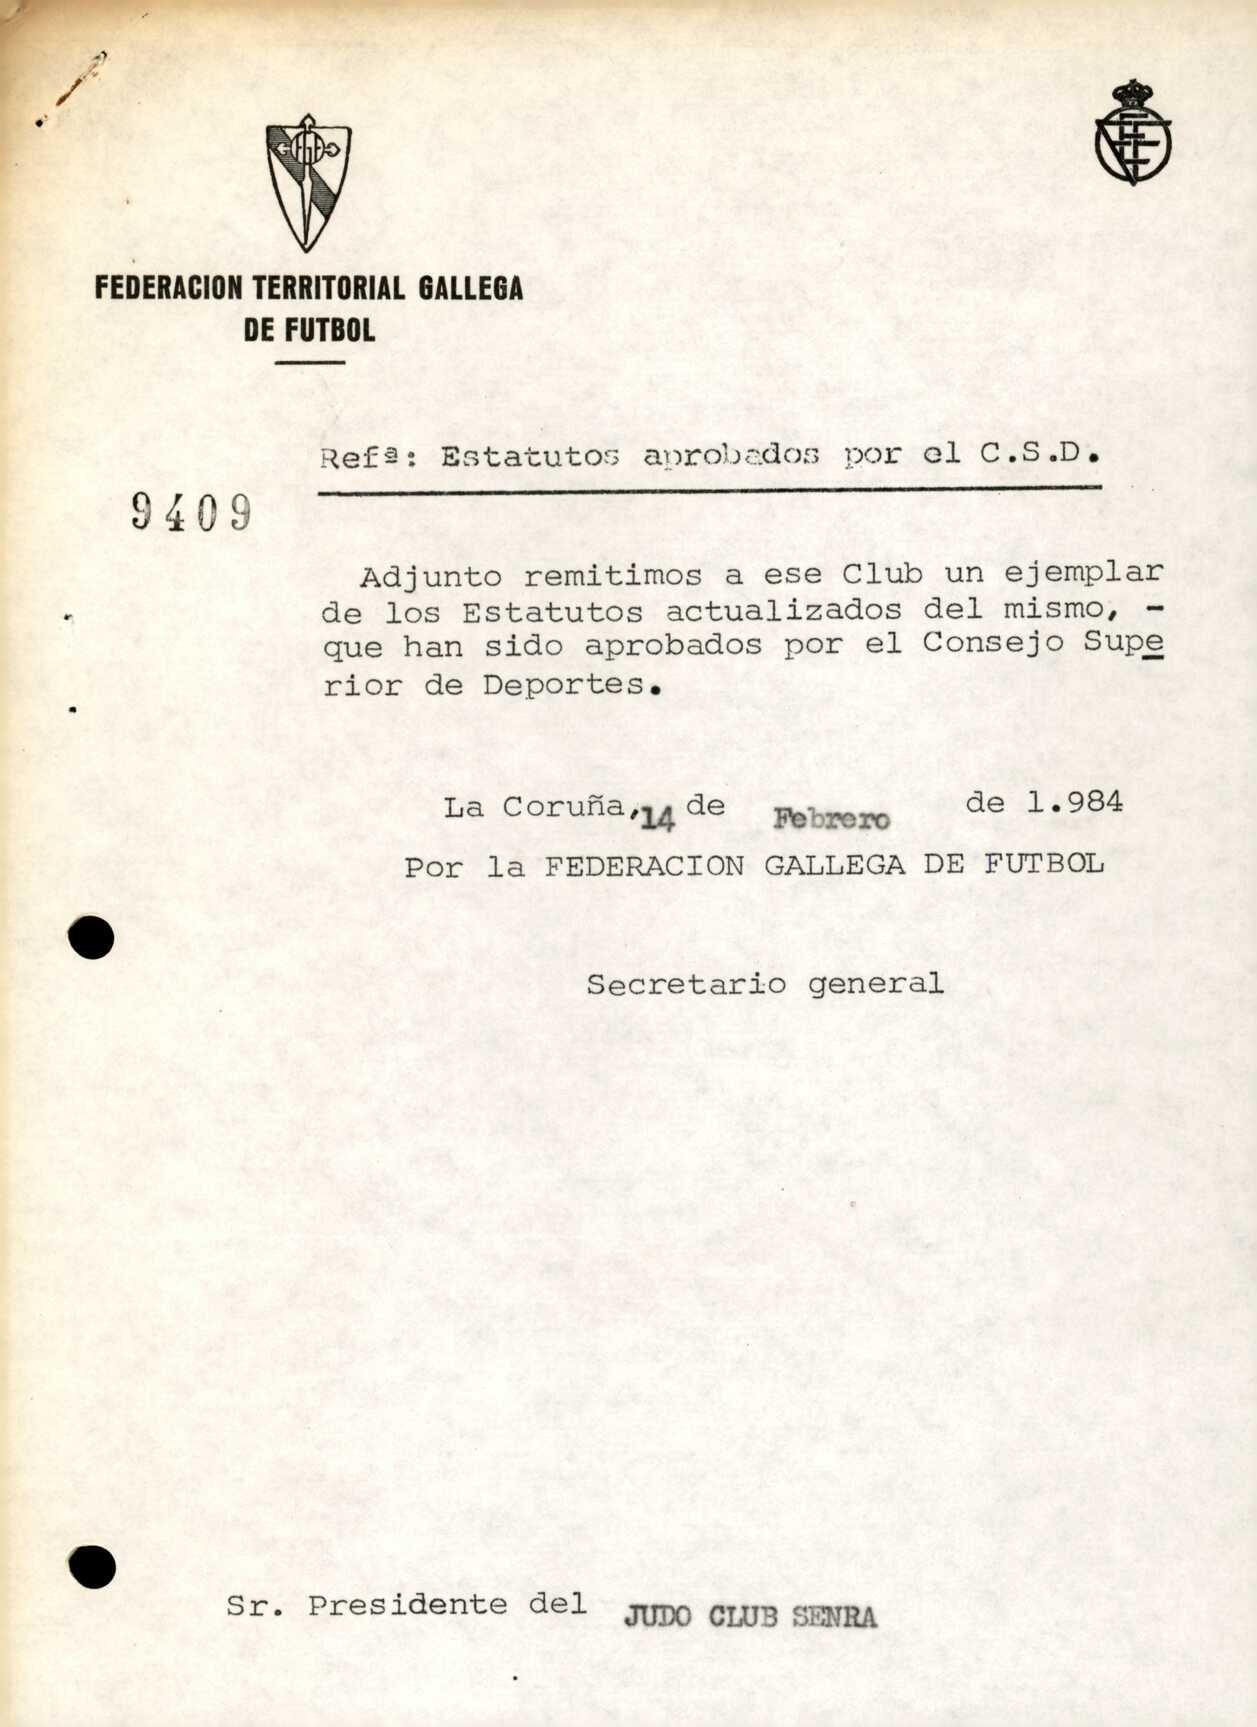 FEDERACION TERRITORIAL GALLEGA
DE FUTBOL
Refª: Estatutos aprobados por el C.S.D.
9409
Adjunto remitimos a ese Club un ejemplar
de los Estatutos actualizados del mismo, -
que han sido aprobados por el Consejo Supe
rior de Deportes.
La Coruña, 14 de Febrero de 1.984
Por la FEDERACION GALLEGA DE FUTBOL
Secretario general
Sr. Presidente del JUDO CLUB SENRA